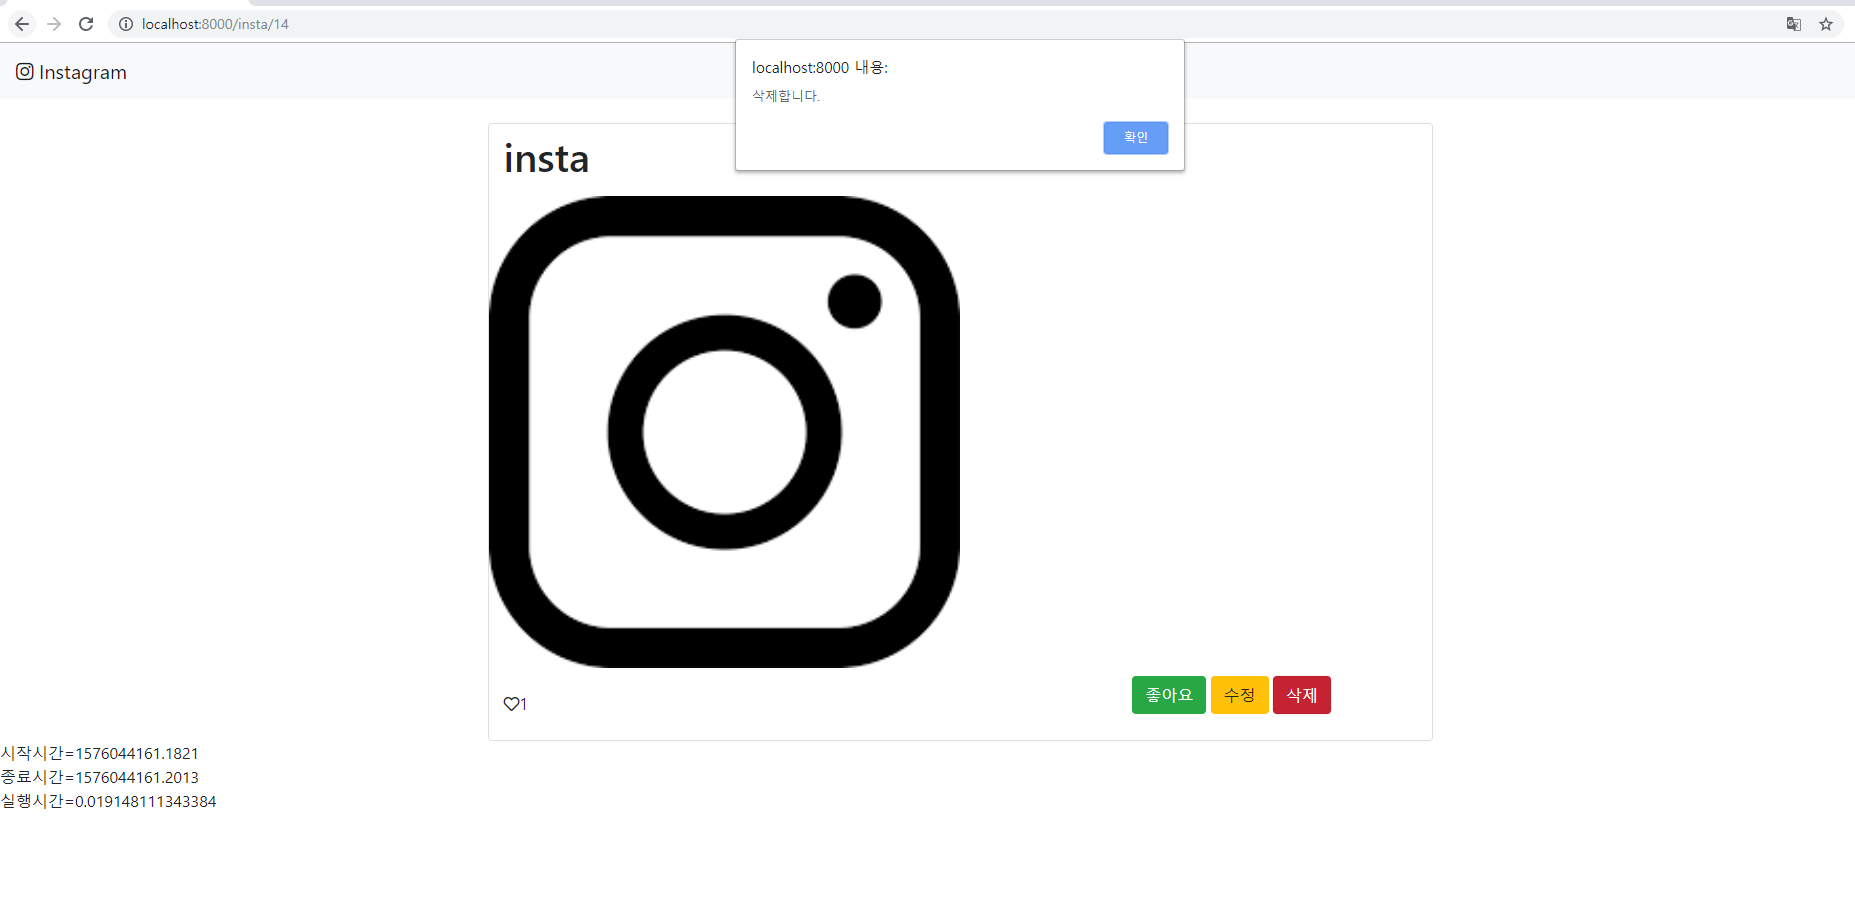 localhost:8000/insta/14
Instagram
localhost:8000 내용:
삭제합니다.
확인
insta
1
좋아요 수정 삭제
시작시간=1576044161.1821
종료시간=1576044161.2013
실행시간=0.019148111343384